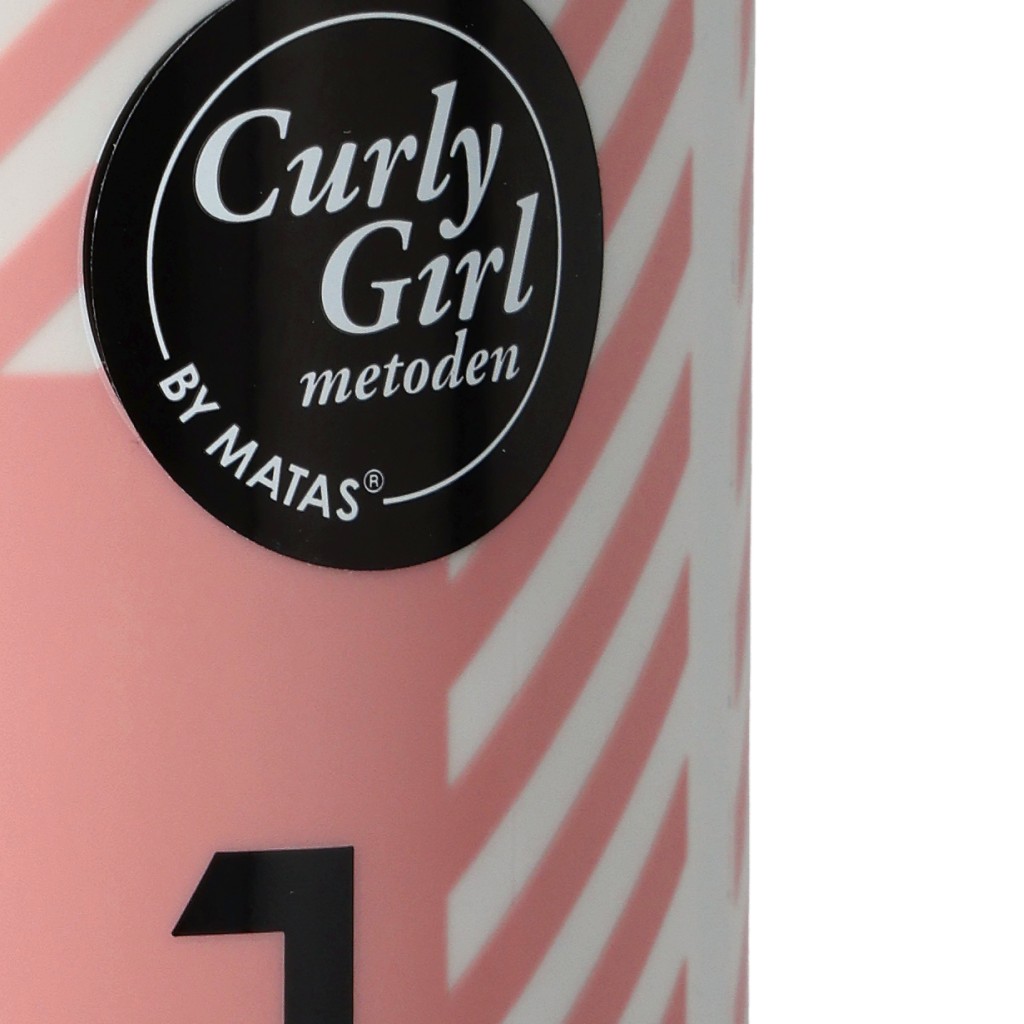 Curly
Girl
metoden
BY MATAS®
1